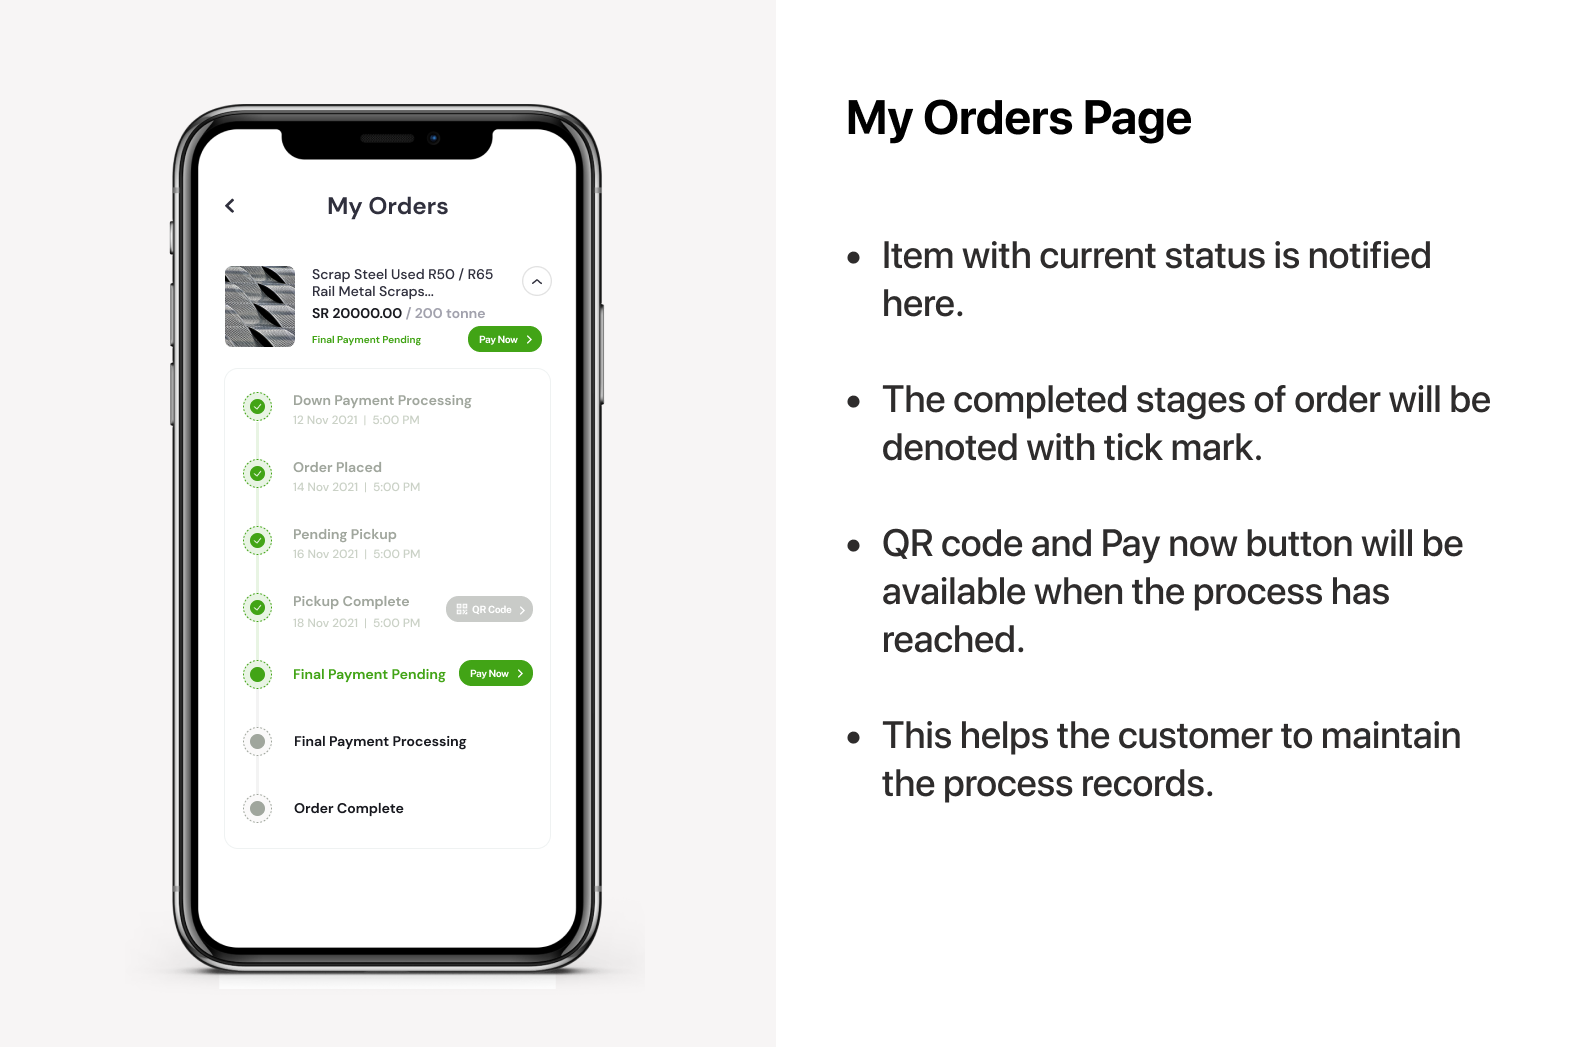 My Orders
Scrap Steel Used R50 / R65
Rail Metal Scraps...
SR 20000.00 / 200 tonne
Final Payment Pending
Pay Now
Down Payment Processing
12 Nov 2021 | 5:00 PM
Order Placed
14 Nov 2021 | 5:00 PM
Pending Pickup
16 Nov 2021 | 5:00 PM
Pickup Complete
18 Nov 2021 | 5:00 PM
QR Code
Final Payment Pending
Pay Now
Final Payment Processing
Order Complete
My Orders Page
• Item with current status is notified
here.
• The completed stages of order will be
denoted with tick mark.
• QR code and Pay now button will be
available when the process has
reached.
• This helps the customer to maintain
the process records.